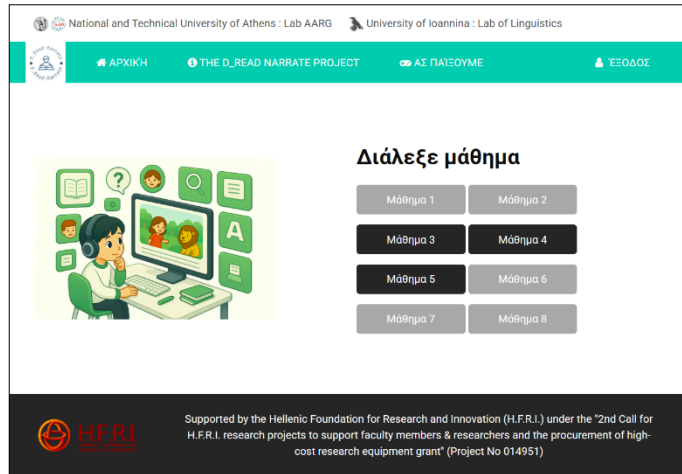 National and Technical University of Athens : Lab AARG University of Ioannina : Lab of Linguistics
ΑΡΧΙΚΉ THE D_READ NARRATE PROJECT ΑΣ ΠΑΊΞΟΥΜΕ ΈΞΟΔΟΣ
Διάλεξε μάθημα
Μάθημα 1 Μάθημα 2
Μάθημα 3 Μάθημα 4
Μάθημα 5 Μάθημα 6
Μάθημα 7 Μάθημα 8
?
A
HFRI
Supported by the Hellenic Foundation for Research and Innovation (H.F.R.I.) under the "2nd Call for
H.F.R.I. research projects to support faculty members & researchers and the procurement of high-
cost research equipment grant" (Project No 014951)